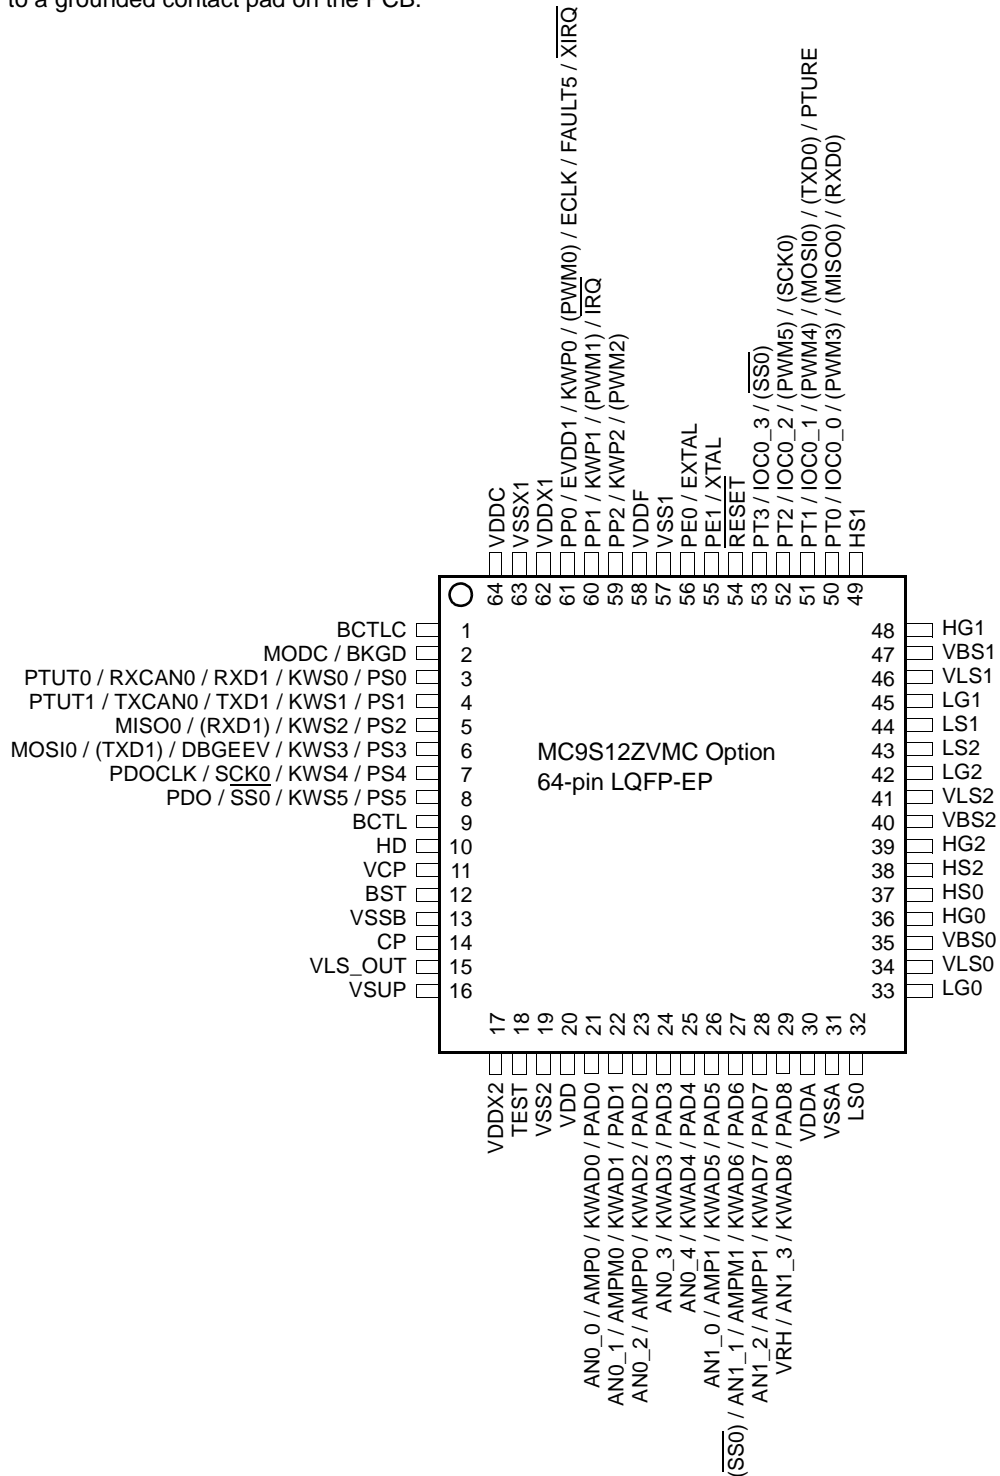 to a grounded contact pad on the PCB.
VDDC
VSSX1
VDDX1
PP0 / EVDD1 / KWP0 / (PWM0) / ECLK / FAULT5 / XIRQ
PP1 / KWP1 / (PWM1) / IRQ
PP2 / KWP2 / (PWM2)
VDDF
VSS1
PE0 / EXTAL
PE1 / XTAL
RESET
PT3 / IOC0_3 / (SS0)
PT2 / IOC0_2 / (PWM5) / (SCK0)
PT1 / IOC0_1 / (PWM4) / (MOSI0) / (TXD0) / PTURE
PT0 / IOC0_0 / (PWM3) / (MISO0) / (RXD0)
HS1
64 63 62 61 60 59 58 57 56 55 54 53 52 51 50 49
BCTLC 1
MODC / BKGD 2
PTUT0 / RXCAN0 / RXD1 / KWS0 / PS0 3
PTUT1 / TXCAN0 / TXD1 / KWS1 / PS1 4
MISO0 / (RXD1) / KWS2 / PS2 5
MOSI0 / (TXD1) / DBGEEV / KWS3 / PS3 6
PDOCLK / SCK0 / KWS4 / PS4 7
PDO / SS0 / KWS5 / PS5 8
BCTL 9
HD 10
VCP 11
BST 12
VSSB 13
CP 14
VLS_OUT 15
VSUP 16
MC9S12ZVMC Option
64-pin LQFP-EP
48 HG1
47 VBS1
46 VLS1
45 LG1
44 LS1
43 LS2
42 LG2
41 VLS2
40 VBS2
39 HG2
38 HS2
37 HS0
36 HG0
35 VBS0
34 VLS0
33 LG0
17 18 19 20 21 22 23 24 25 26 27 28 29 30 31 32
VDDX2
TEST
VSS2
VDD
AN0_0 / AMP0 / KWAD0 / PAD0
AN0_1 / AMPM0 / KWAD1 / PAD1
AN0_2 / AMPP0 / KWAD2 / PAD2
AN0_3 / KWAD3 / PAD3
AN0_4 / KWAD4 / PAD4
AN1_0 / AMP1 / KWAD5 / PAD5
(SS0) / AN1_1 / AMPM1 / KWAD6 / PAD6
AN1_2 / AMPP1 / KWAD7 / PAD7
VRH / AN1_3 / KWAD8 / PAD8
VDDA
VSSA
LS0